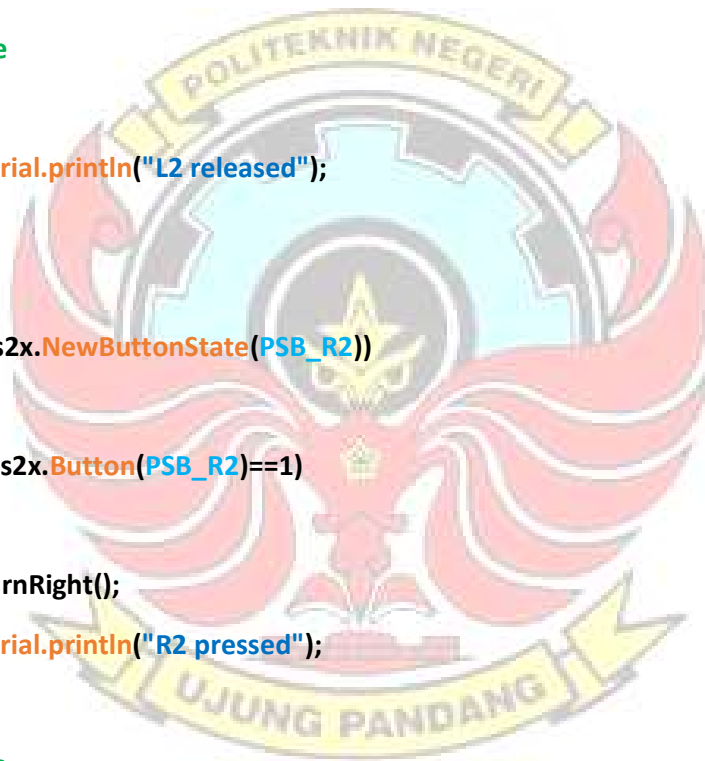 e
POLITEKNIK NEGERI
rial.println("L2 released");
s2x.NewButtonState(PSB_R2))
s2x.Button(PSB_R2)==1)
rnRight();
rial.println("R2 pressed");
UJUNG PANDANG